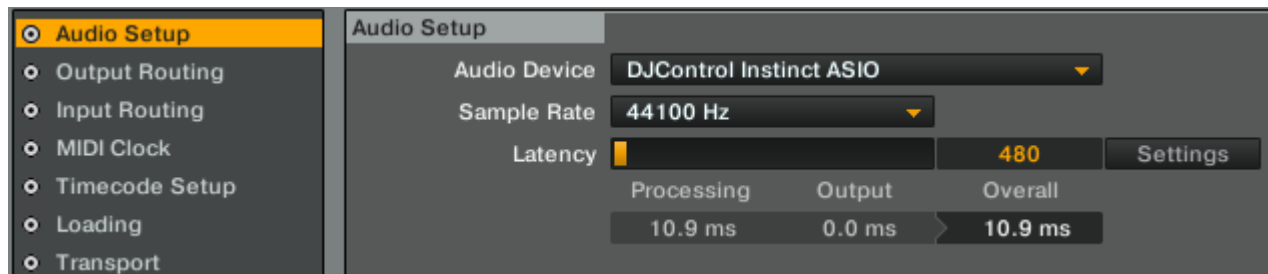 Audio Setup
Output Routing
Input Routing
MIDI Clock
Timecode Setup
Loading
Transport
Audio Setup
Audio Device DJControl Instinct ASIO
Sample Rate 44100 Hz
Latency 480 Settings
Processing Output Overall
10.9 ms 0.0 ms 10.9 ms